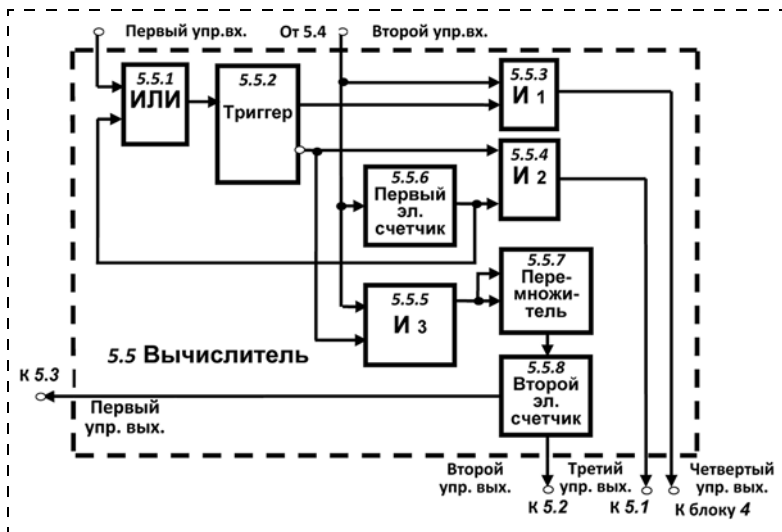 Первый упр.вх.
От 5.4
Второй упр.вх.
5.5.1
ИЛИ
5.5.2
Триггер
5.5.3
И 1
5.5.4
И 2
5.5.6
Первый
эл.
счетчик
5.5.7
Пере-
множи-
тель
5.5.5
И 3
5.5 Вычислитель
5.5.8
Второй
эл.
счетчик
К 5.3
Первый
упр. вых.
Второй
упр. вых.
К 5.2
Третий
упр. вых.
К 5.1
Четвертый
упр. вых.
К блоку 4